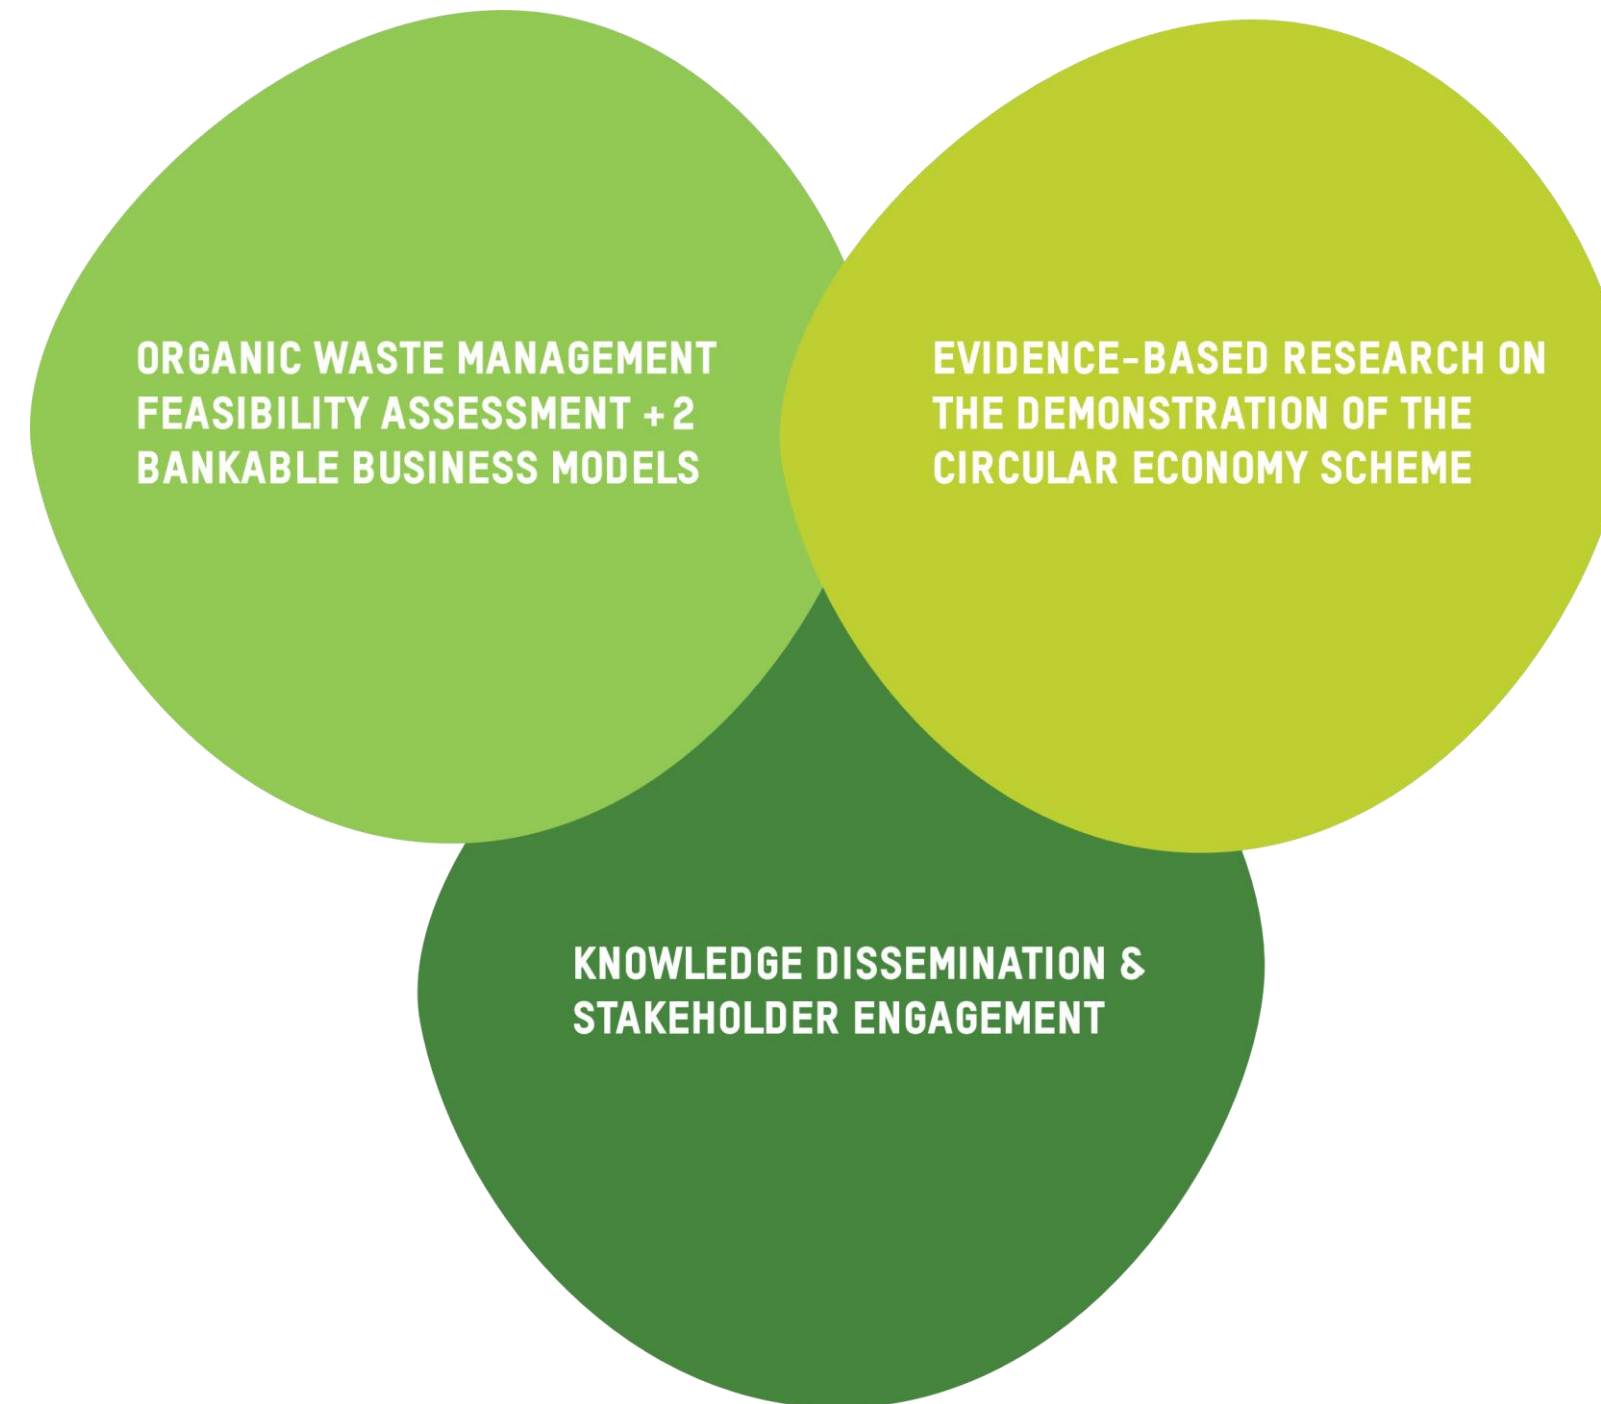 ORGANIC WASTE MANAGEMENT
FEASIBILITY ASSESSMENT + 2
BANKABLE BUSINESS MODELS
EVIDENCE-BASED RESEARCH ON
THE DEMONSTRATION OF THE
CIRCULAR ECONOMY SCHEME
KNOWLEDGE DISSEMINATION &
STAKEHOLDER ENGAGEMENT